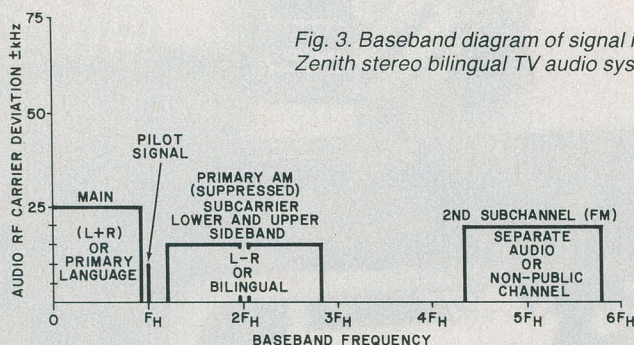 Fig. 3. Baseband diagram of signal
Zenith stereo bilingual TV audio
AUDIO RF CARRIER DEVIATION ±kHz
75
50
25
0
PILOT
SIGNAL
MAIN
(L+R)
OR
PRIMARY
LANGUAGE
PRIMARY AM
(SUPPRESSED)
SUBCARRIER
LOWER AND UPPER
SIDEBAND
L-R
OR
BILINGUAL
2ND SUBCHANNEL (FM)
SEPARATE
AUDIO
OR
NON-PUBLIC
CHANNEL
FH 2FH 3FH 4FH 5FH 6F
BASEBAND FREQUENCY